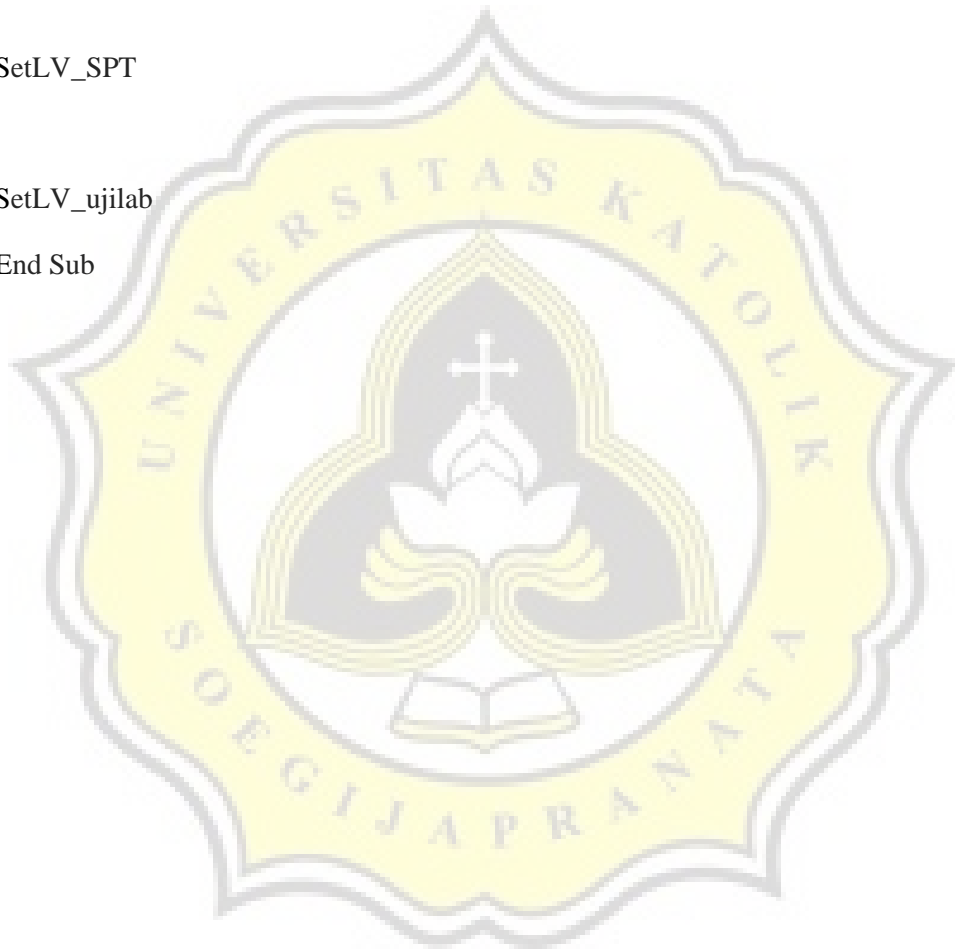 SetLV_SPT
SetLV_ujilab
End Sub
UNIVERSITAS KATOLIK
SOEGIJAPRANATA